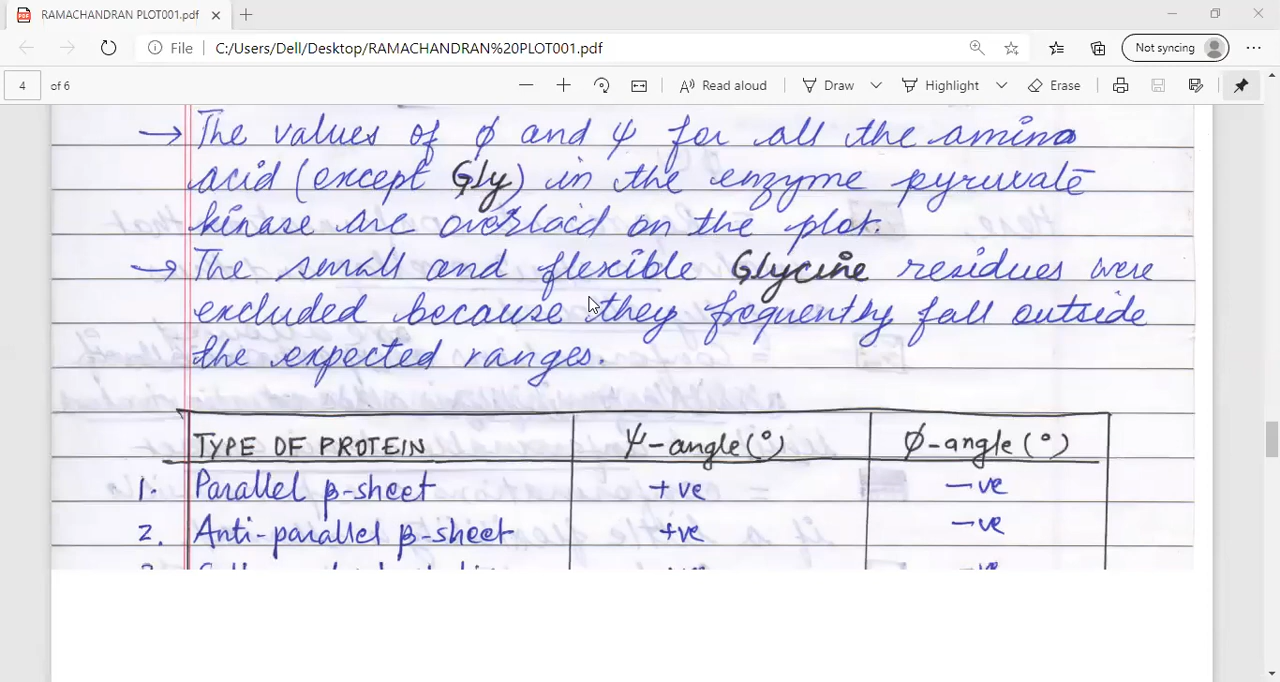 RAMACHANDRAN PLOT001.pdf
File C:/Users/Dell/Desktop/RAMACHANDRAN%20PLOT001.pdf Not syncing
4 of 6 Read aloud Draw Highlight Erase
→ The values of φ and ψ for all the amino
acid (except Gly) in the enzyme pyruvate
kinase are overlaid on the plot.
→ The small and flexible Glycine residues were
excluded because they frequently fall outside
the expected ranges.
TYPE OF PROTEIN ψ-angle(°) φ-angle(°)
1. Parallel β-sheet +ve -ve
2. Anti-parallel β-sheet +ve -ve